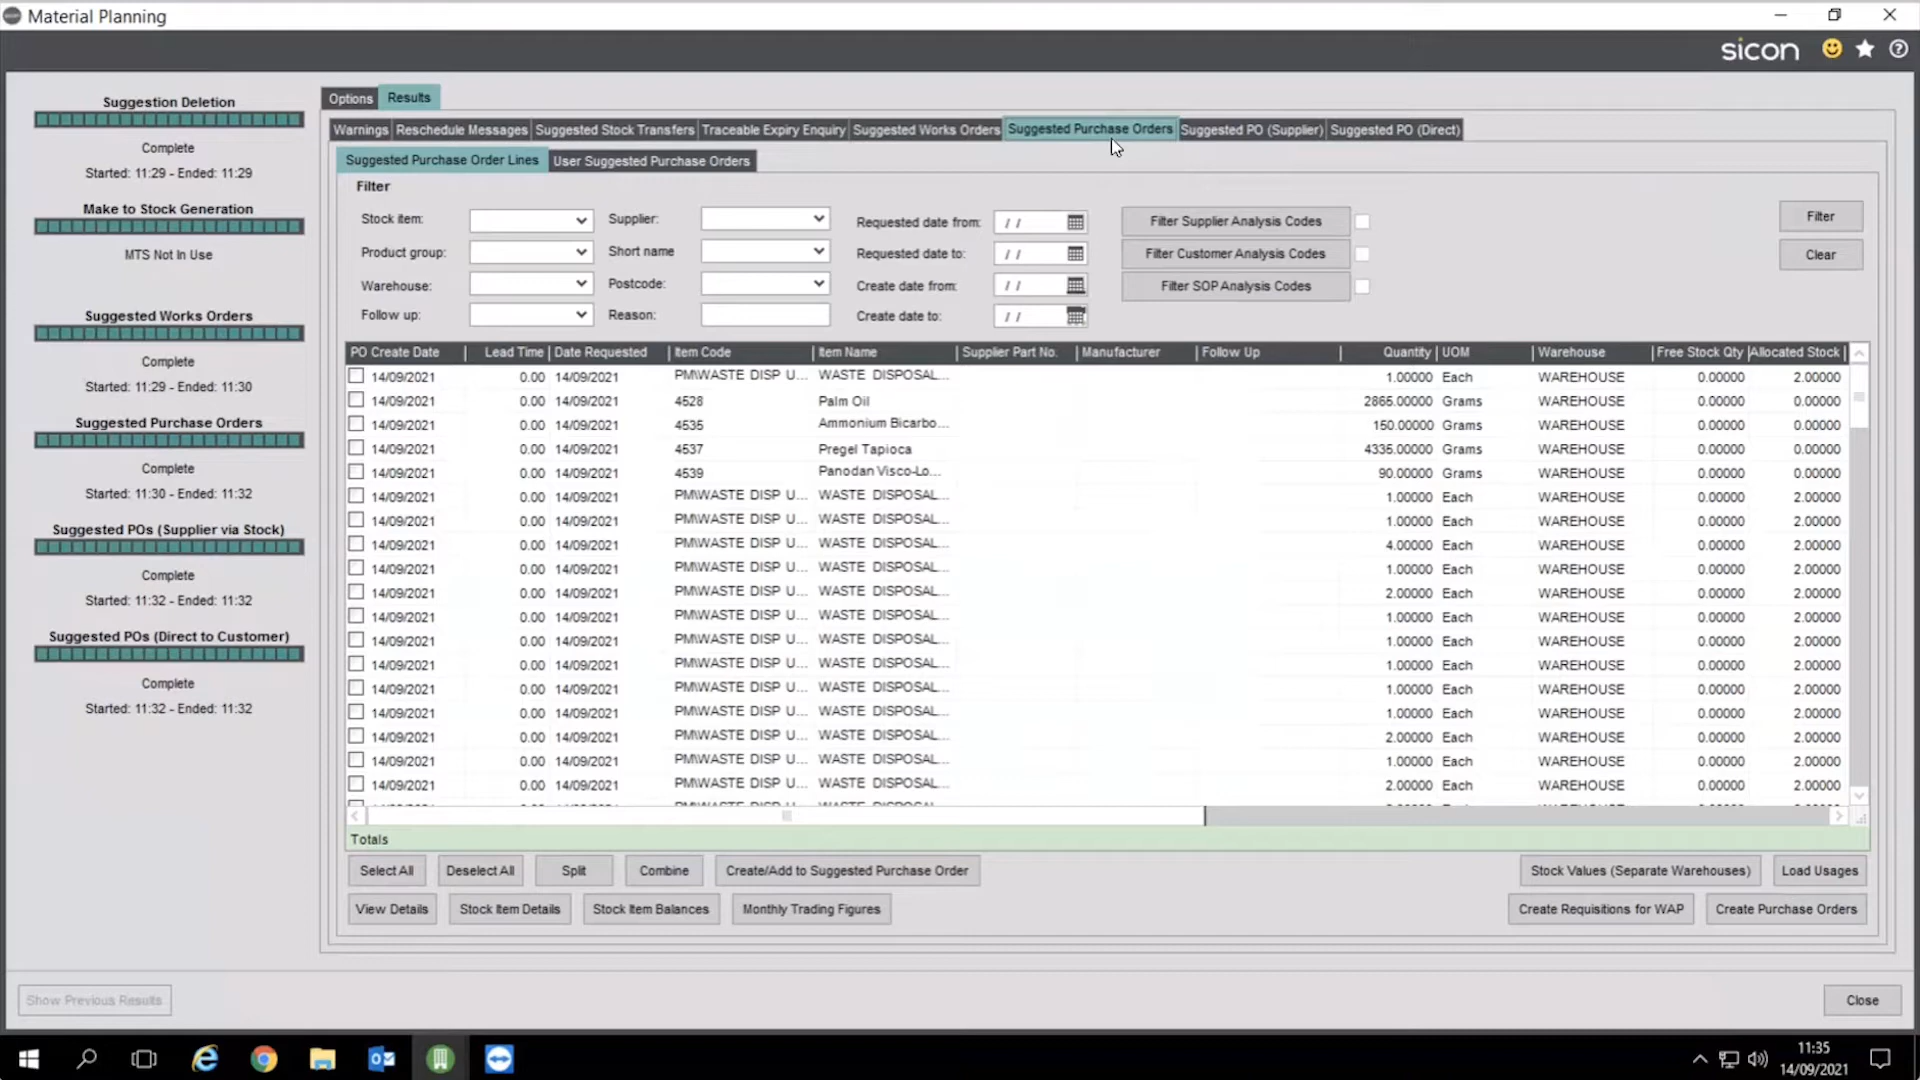 Material Planning
sicon
Suggestion Deletion
Complete
Started: 11:29 - Ended: 11:29
Make to Stock Generation
MTS Not In Use
Suggested Works Orders
Complete
Started: 11:29 - Ended: 11:30
Suggested Purchase Orders
Complete
Started: 11:30 - Ended: 11:32
Suggested POs (Supplier via Stock)
Complete
Started: 11:32 - Ended: 11:32
Suggested POs (Direct to Customer)
Complete
Started: 11:32 - Ended: 11:32
Options Results
Warnings Reschedule Messages Suggested Stock Transfers Traceable Expiry Enquiry Suggested Works Orders Suggested Purchase Orders Suggested PO (Supplier) Suggested PO (Direct)
Suggested Purchase Order Lines User Suggested Purchase Orders
Filter
Stock item: Supplier: Requested date from: / / Filter Supplier Analysis Codes Filter
Product group: Short name Requested date to: / / Filter Customer Analysis Codes Clear
Warehouse: Postcode: Create date from: / / Filter SOP Analysis Codes
Follow up: Reason: Create date to: / /
PO Create Date Lead Time Date Requested Item Code Item Name Supplier Part No. Manufacturer Follow Up Quantity UOM Warehouse Free Stock Qty Allocated Stock
14/09/2021 0.00 14/09/2021 PM\WASTE DISP U... WASTE DISPOSAL... 1.00000 Each WAREHOUSE 0.00000 2.00000
14/09/2021 0.00 14/09/2021 4528 Palm Oil 2865.00000 Grams WAREHOUSE 0.00000 0.00000
14/09/2021 0.00 14/09/2021 4535 Ammonium Bicarbo... 150.00000 Grams WAREHOUSE 0.00000 0.00000
14/09/2021 0.00 14/09/2021 4537 Pregel Tapioca 4335.00000 Grams WAREHOUSE 0.00000 0.00000
14/09/2021 0.00 14/09/2021 4539 Panodan Visco-Lo... 90.00000 Grams WAREHOUSE 0.00000 0.00000
14/09/2021 0.00 14/09/2021 PM\WASTE DISP U... WASTE DISPOSAL... 1.00000 Each WAREHOUSE 0.00000 2.00000
14/09/2021 0.00 14/09/2021 PM\WASTE DISP U... WASTE DISPOSAL... 1.00000 Each WAREHOUSE 0.00000 2.00000
14/09/2021 0.00 14/09/2021 PM\WASTE DISP U... WASTE DISPOSAL... 4.00000 Each WAREHOUSE 0.00000 2.00000
14/09/2021 0.00 14/09/2021 PM\WASTE DISP U... WASTE DISPOSAL... 1.00000 Each WAREHOUSE 0.00000 2.00000
14/09/2021 0.00 14/09/2021 PM\WASTE DISP U... WASTE DISPOSAL... 2.00000 Each WAREHOUSE 0.00000 2.00000
14/09/2021 0.00 14/09/2021 PM\WASTE DISP U... WASTE DISPOSAL... 1.00000 Each WAREHOUSE 0.00000 2.00000
14/09/2021 0.00 14/09/2021 PM\WASTE DISP U... WASTE DISPOSAL... 1.00000 Each WAREHOUSE 0.00000 2.00000
14/09/2021 0.00 14/09/2021 PM\WASTE DISP U... WASTE DISPOSAL... 1.00000 Each WAREHOUSE 0.00000 2.00000
14/09/2021 0.00 14/09/2021 PM\WASTE DISP U... WASTE DISPOSAL... 1.00000 Each WAREHOUSE 0.00000 2.00000
14/09/2021 0.00 14/09/2021 PM\WASTE DISP U... WASTE DISPOSAL... 1.00000 Each WAREHOUSE 0.00000 2.00000
14/09/2021 0.00 14/09/2021 PM\WASTE DISP U... WASTE DISPOSAL... 2.00000 Each WAREHOUSE 0.00000 2.00000
14/09/2021 0.00 14/09/2021 PM\WASTE DISP U... WASTE DISPOSAL... 1.00000 Each WAREHOUSE 0.00000 2.00000
14/09/2021 0.00 14/09/2021 PM\WASTE DISP U... WASTE DISPOSAL... 2.00000 Each WAREHOUSE 0.00000 2.00000
Totals
Select All Deselect All Split Combine Create/Add to Suggested Purchase Order Stock Values (Separate Warehouses) Load Usages
View Details Stock Item Details Stock Item Balances Monthly Trading Figures Create Requisitions for WAP Create Purchase Orders
Show Previous Results Close
11:35
14/09/2021